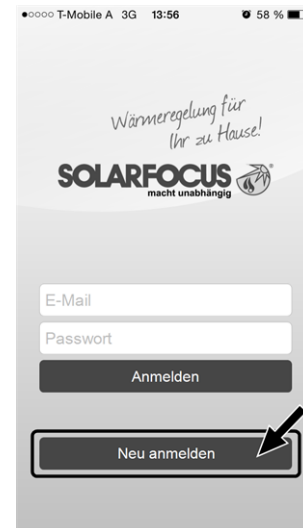 ●○○○○ T-Mobile A 3G 13:56 58 %
Wärmeregelung für
Ihr zu Hause!
SOLARFOCUS
macht unabhängig
E-Mail
Passwort
Anmelden
Neu anmelden